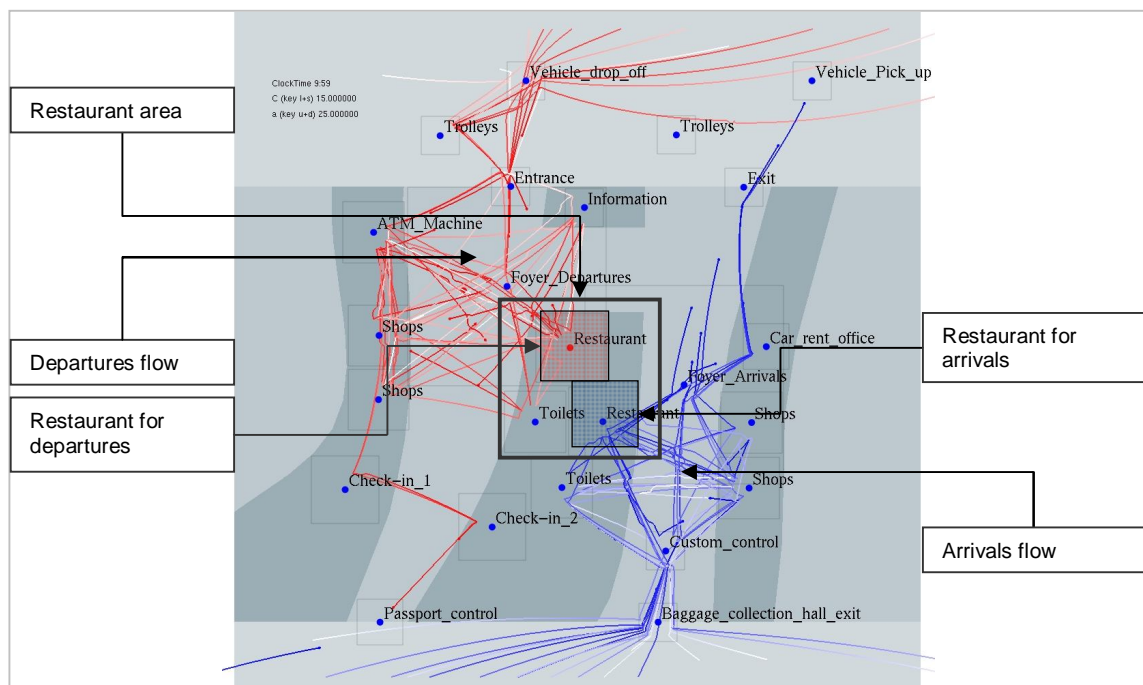 Vehicle_drop_off
Vehicle_Pick_up
ClockTime 9:59
C (key l+s) 15.000000
a (key u+d) 25.000000
Restaurant area
Trolleys
Trolleys
Entrance
Exit
Information
ATM_Machine
Foyer_Departures
Shops
Restaurant
Car_rent_office
Restaurant for
arrivals
Departures flow
Foyer_Arrivals
Shops
Restaurant for
departures
Toilets
Restaurant
Shops
Toilets
Shops
Check-in_1
Check-in_2
Custom_control
Arrivals flow
Passport_control
Baggage_collection_hall_exit